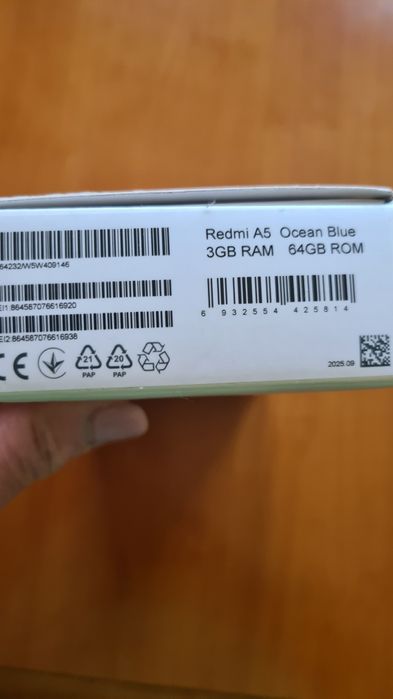 Redmi A5 Ocean Blue
3GB RAM 64GB ROM
64232/W5W409146
EI1:864587076616920
EI2:864587076616938
6 932554 425814
CE
21
PAP
20
PAP
2025.09